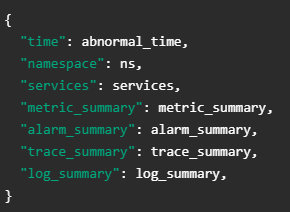 {
"time": abnormal_time,
"namespace": ns,
"services": services,
"metric_summary": metric_summary,
"alarm_summary": alarm_summary,
"trace_summary": trace_summary,
"log_summary": log_summary,
}